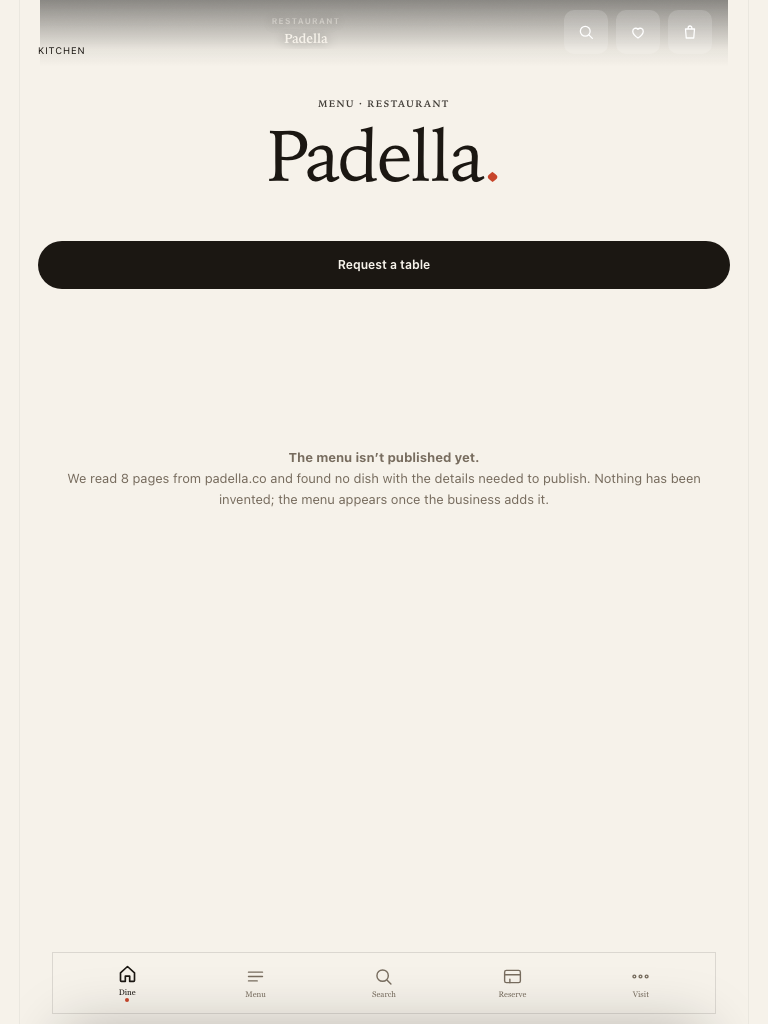 RESTAURANT
Padella
KITCHEN
MENU · RESTAURANT
Padella.
Request a table
The menu isn’t published yet.
We read 8 pages from padella.co and found no dish with the details needed to publish. Nothing has been
invented; the menu appears once the business adds it.
Dine
Menu
Search
Reserve
Visit